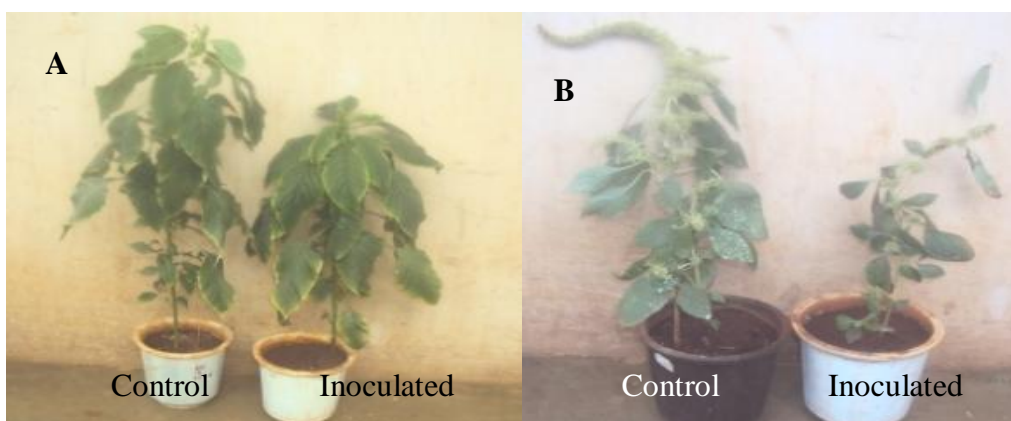 A
B
Control
Inoculated
Control
Inoculated